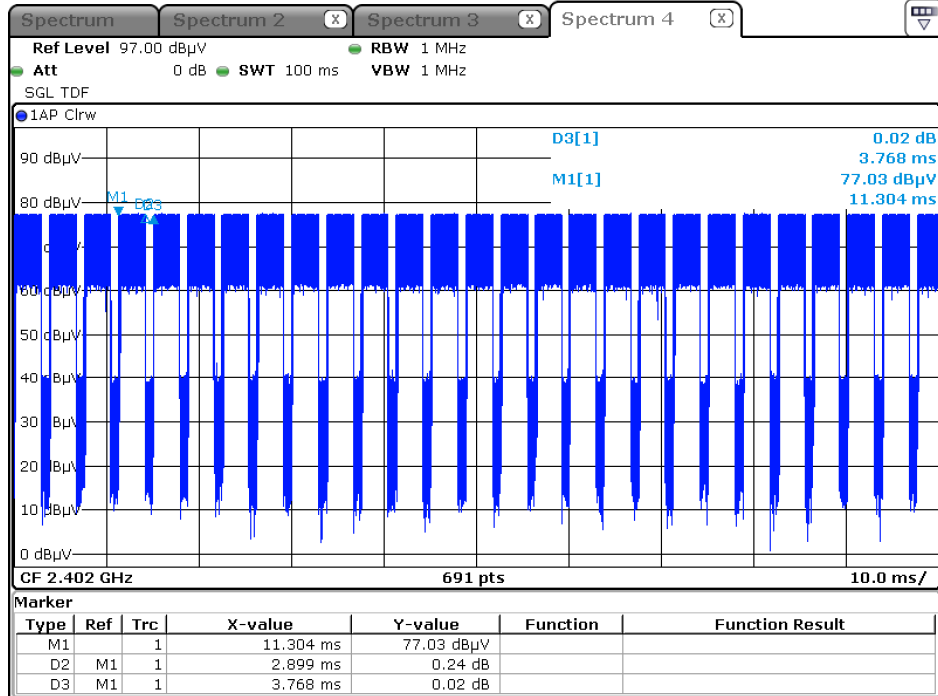 Spectrum Spectrum 2 X Spectrum 3 X Spectrum 4 X
Ref Level 97.00 dBµV RBW 1 MHz
Att 0 dB SWT 100 ms VBW 1 MHz
SGL TDF
1AP Clrw
D3[1] 0.02 dB
3.768 ms
M1[1] 77.03 dBµV
11.304 ms
90 dBµV
80 dBµV
M1 D3
60 dBµV
50 dBµV
40 dBµV
30 dBµV
20 dBµV
10 dBµV
0 dBµV
CF 2.402 GHz 691 pts 10.0 ms/
Marker
Type Ref Trc X-value Y-value Function Function Result
M1 1 11.304 ms 77.03 dBµV
D2 M1 1 2.899 ms 0.24 dB
D3 M1 1 3.768 ms 0.02 dB